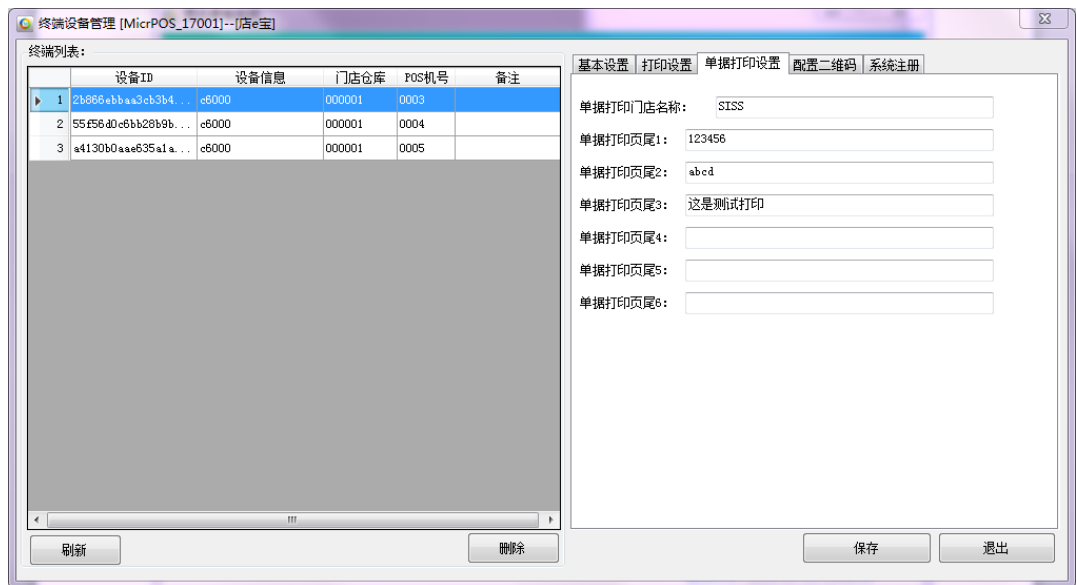 终端设备管理 [MicrPOS_17001]--[店e宝]
终端列表：
设备ID 设备信息 门店仓库 POS机号 备注
1 2b866ebbaa3cb3b4... c6000 000001 0003
2 55f56d0c6bb28b9b... c6000 000001 0004
3 a4130b0aae635a1a... c6000 000001 0005
刷新
删除
基本设置 打印设置 单据打印设置 配置二维码 系统注册
单据打印门店名称： SISS
单据打印页尾1： 123456
单据打印页尾2： abcd
单据打印页尾3： 这是测试打印
单据打印页尾4：
单据打印页尾5：
单据打印页尾6：
保存
退出